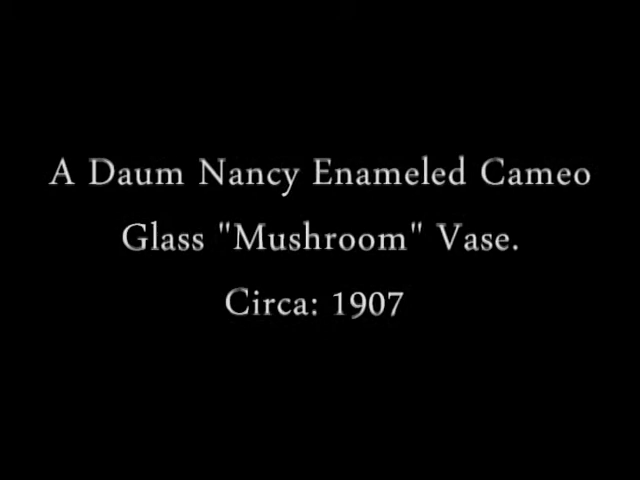 A Daum Nancy Enameled Cameo
Glass "Mushroom" Vase.
Circa: 1907